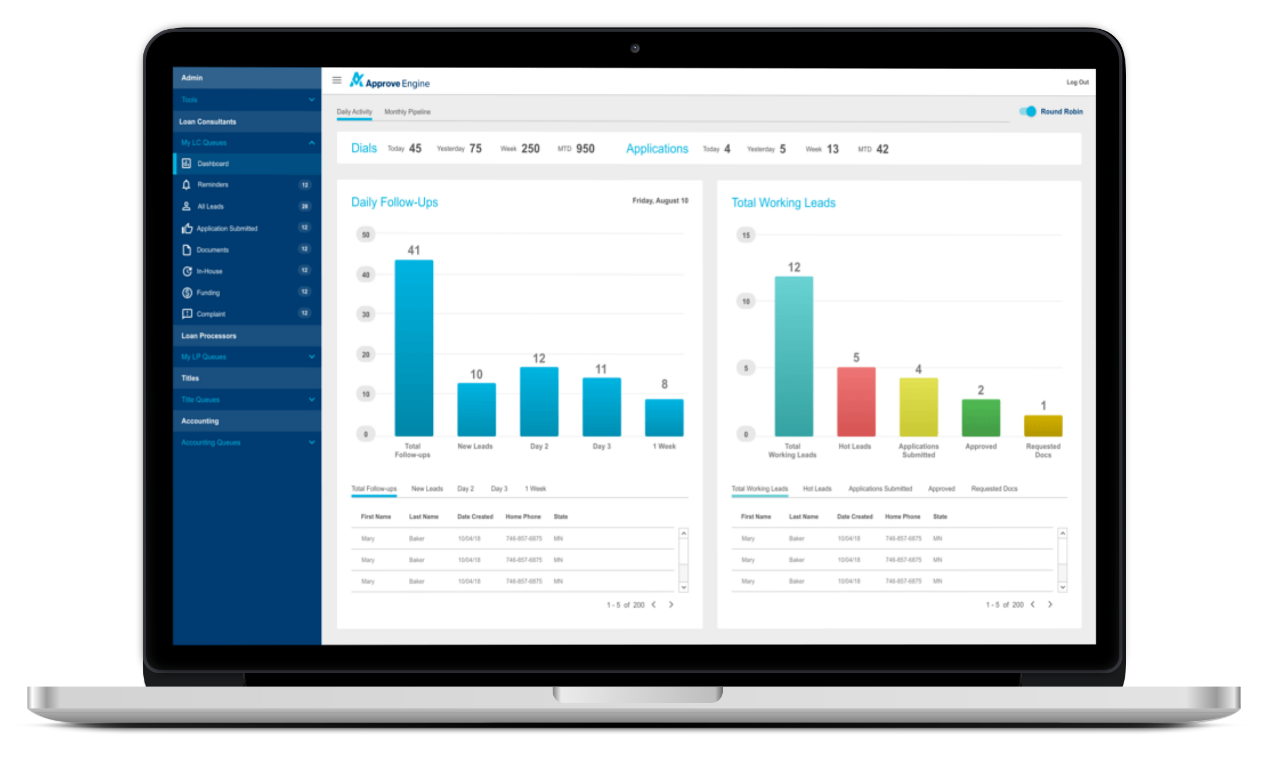 Admin
Tools
Loan Consultants
My LC Queues
Dashboard
Reminders 12
All Leads 28
Application Submitted 12
Documents 12
In-House 12
Funding 12
Complaint 12
Loan Processors
My LP Queues
Titles
Title Queues
Accounting
Accounting Queues
Approve Engine
Log Out
Daily Activity Monthly Pipeline
Round Robin
Dials Today 45 Yesterday 75 Week 250 MTD 950 Applications Today 4 Yesterday 5 Week 13 MTD 42
Daily Follow-Ups Friday, August 10
50
40
30
20
10
0
41
10
12
11
8
Total
Follow-ups
New Leads
Day 2
Day 3
1 Week
Total Follow-ups New Leads Day 2 Day 3 1 Week
First Name Last Name Date Created Home Phone State
Mary Baker 10/04/18 746-857-6875 MN
Mary Baker 10/04/18 746-857-6875 MN
Mary Baker 10/04/18 746-857-6875 MN
1 - 5 of 200
Total Working Leads
15
10
5
0
12
5
4
2
1
Total
Working Leads
Hot Leads
Applications
Submitted
Approved
Requested
Docs
Total Working Leads Hot Leads Applications Submitted Approved Requested Docs
First Name Last Name Date Created Home Phone State
Mary Baker 10/04/18 746-857-6875 MN
Mary Baker 10/04/18 746-857-6875 MN
Mary Baker 10/04/18 746-857-6875 MN
1 - 5 of 200